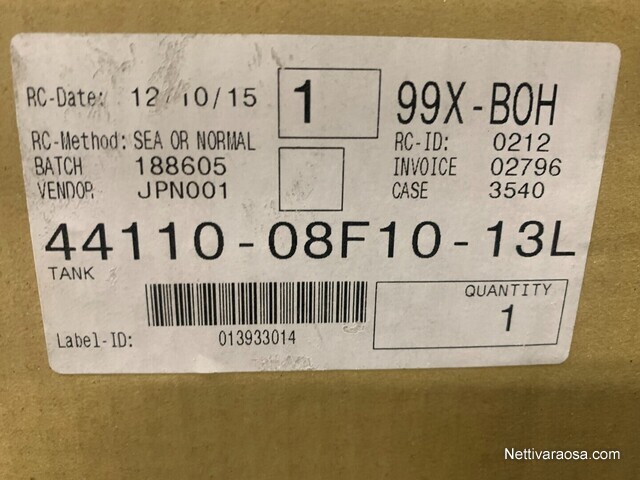 RC-Date: 12/10/15
1
99X-B0H
RC-Method: SEA OR NORMAL
RC-ID: 0212
BATCH 188605
INVOICE 02796
VENDOR JPN001
CASE 3540
44110-08F10-13L
TANK
QUANTITY
1
Label-ID: 013933014
Nettivaraosa.com